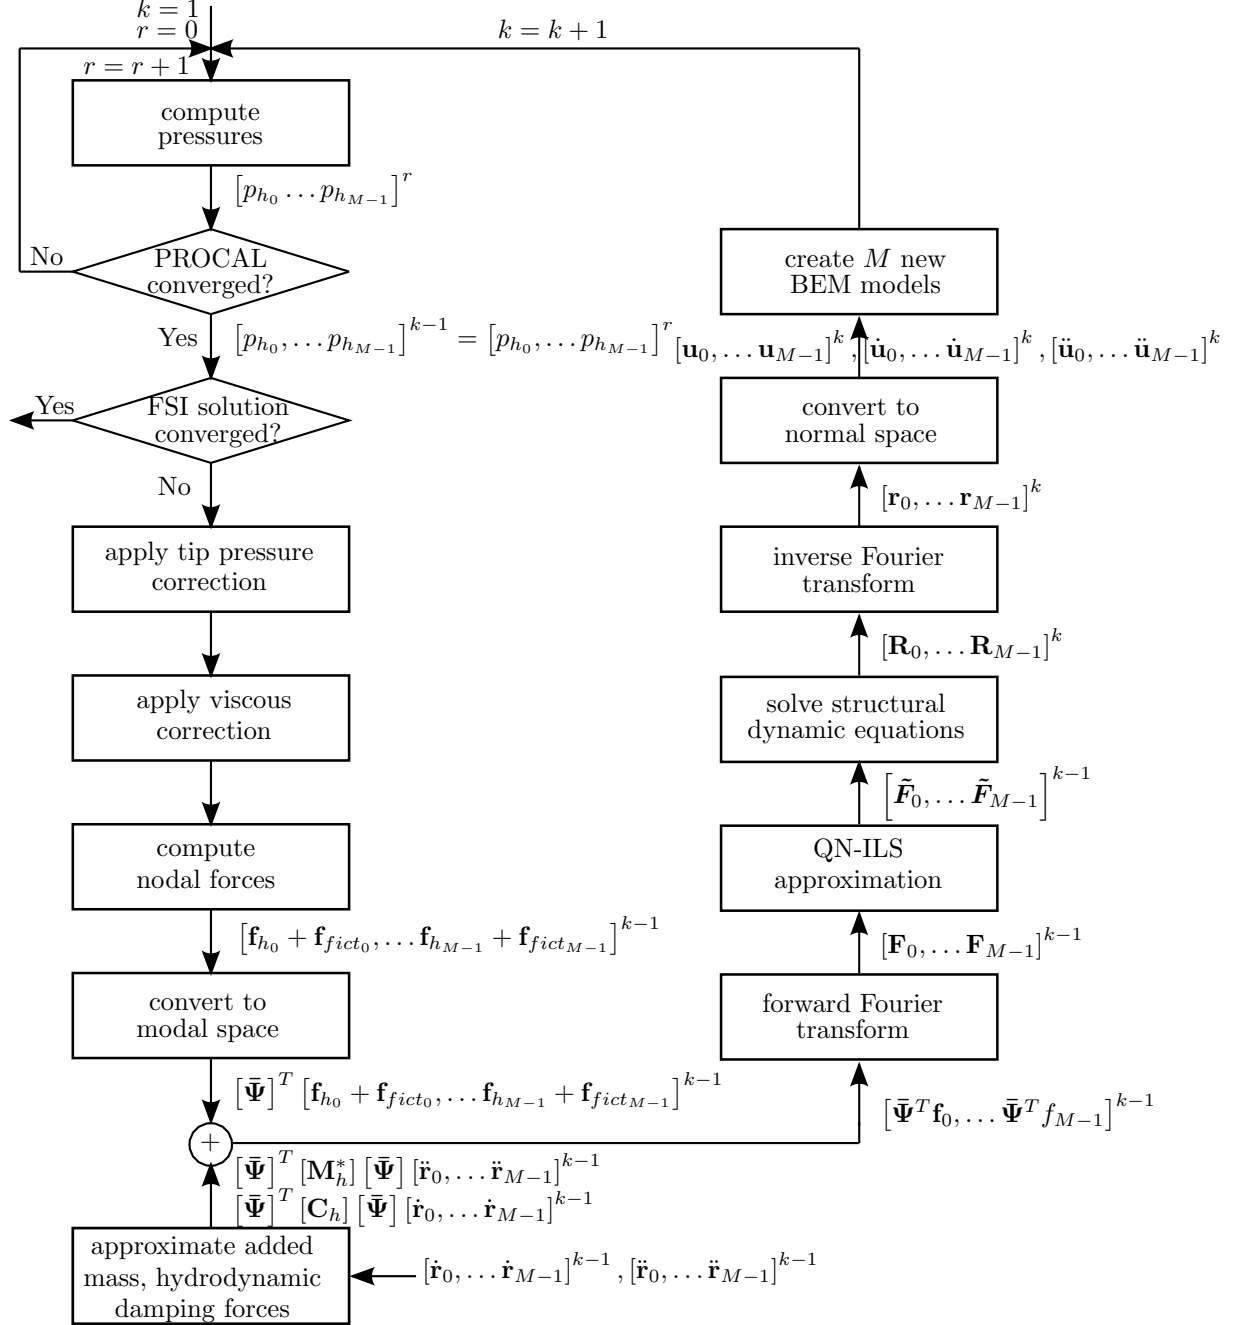 k = 1
r = 0
k = k + 1
r = r + 1
compute
pressures
[p_{h_0} … p_{h_{M−1}}]^r
No
PROCAL
converged?
Yes
[p_{h_0}, … p_{h_{M−1}}]^{k−1} = [p_{h_0}, … p_{h_{M−1}}]^r
Yes
FSI solution
converged?
No
apply tip pressure
correction
apply viscous
correction
compute
nodal forces
[f_{h_0} + f_{fict_0}, … f_{h_{M−1}} + f_{fict_{M−1}}]^{k−1}
convert to
modal space
[Ψ̄]^T [f_{h_0} + f_{fict_0}, … f_{h_{M−1}} + f_{fict_{M−1}}]^{k−1}
+
[Ψ̄]^T [M_h^*] [Ψ̄] [r̈_0, … r̈_{M−1}]^{k−1}
[Ψ̄]^T [C_h] [Ψ̄] [ṙ_0, … ṙ_{M−1}]^{k−1}
approximate added
mass, hydrodynamic
damping forces
[ṙ_0, … ṙ_{M−1}]^{k−1} , [r̈_0, … r̈_{M−1}]^{k−1}
create M new
BEM models
[u_0, … u_{M−1}]^k , [u̇_0, … u̇_{M−1}]^k , [ü_0, … ü_{M−1}]^k
convert to
normal space
[r_0, … r_{M−1}]^k
inverse Fourier
transform
[R_0, … R_{M−1}]^k
solve structural
dynamic equations
[F̃_0, … F̃_{M−1}]^{k−1}
QN-ILS
approximation
[F_0, … F_{M−1}]^{k−1}
forward Fourier
transform
[Ψ̄^T f_0, … Ψ̄^T f_{M−1}]^{k−1}